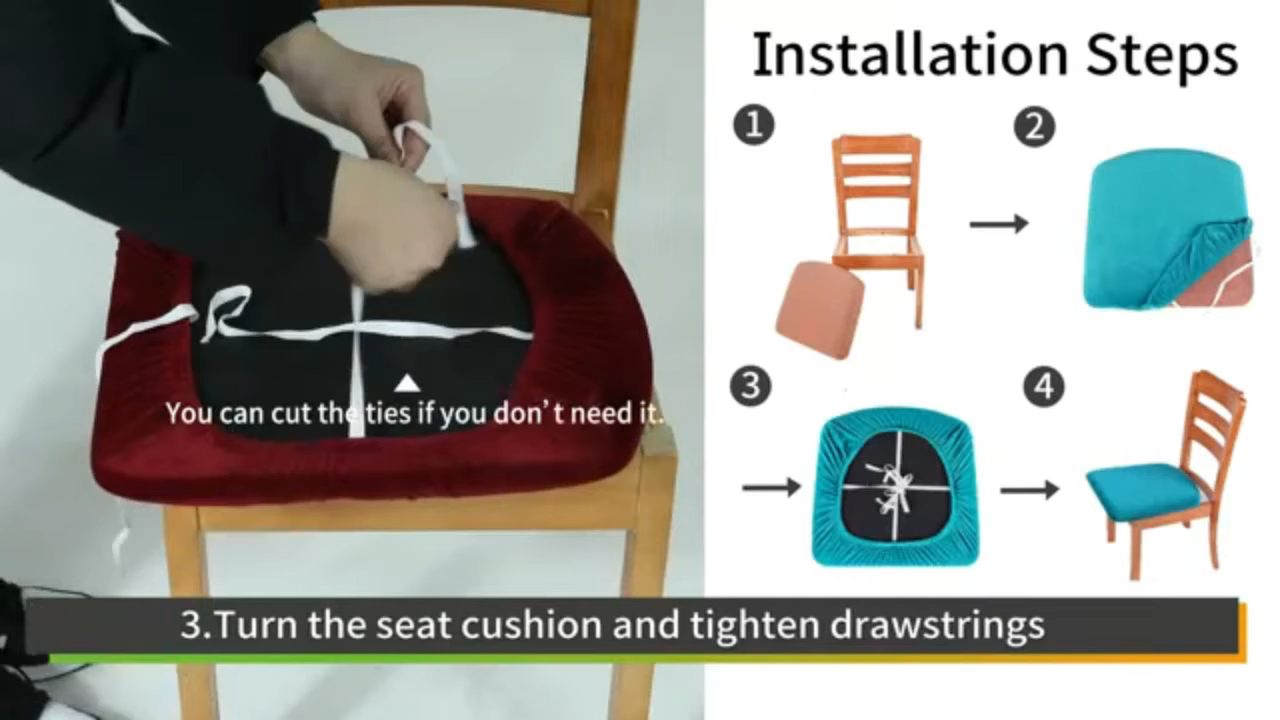 Installation Steps
1
2
3
4
You can cut the ties if you don't need it.
3.Turn the seat cushion and tighten drawstrings